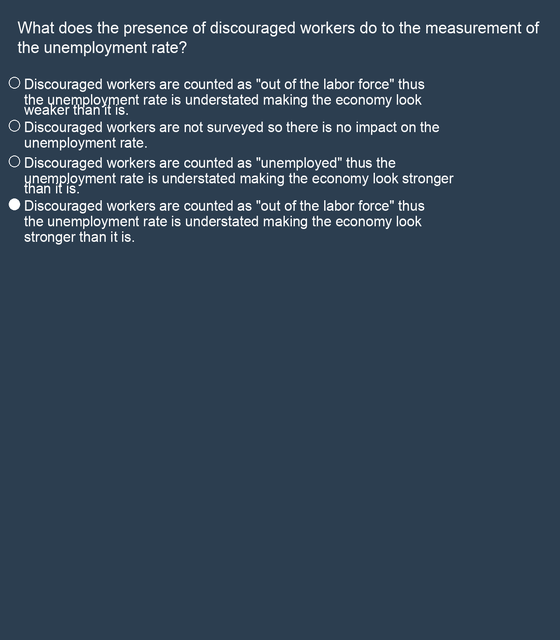 What does the presence of discouraged workers do to the measurement of
the unemployment rate?
Discouraged workers are counted as "out of the labor force" thus
the unemployment rate is understated making the economy look
weaker than it is.
Discouraged workers are not surveyed so there is no impact on the
unemployment rate.
Discouraged workers are counted as "unemployed" thus the
unemployment rate is understated making the economy look stronger
than it is.
Discouraged workers are counted as "out of the labor force" thus
the unemployment rate is understated making the economy look
stronger than it is.